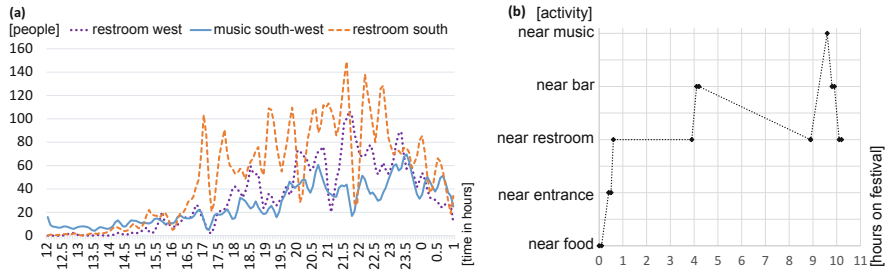 (a)
[people]
restroom west
music south-west
restroom south
160
140
120
100
80
60
40
20
0
12
12.5
13
13.5
14
14.5
15
15.5
16
16.5
17
17.5
18
18.5
19
19.5
20
20.5
21
21.5
22
22.5
23
23.5
0
0.5
1
[time in hours]
(b)
[activity]
near music
near bar
near restroom
near entrance
near food
0 1 2 3 4 5 6 7 8 9 10 11
[hours on festival]